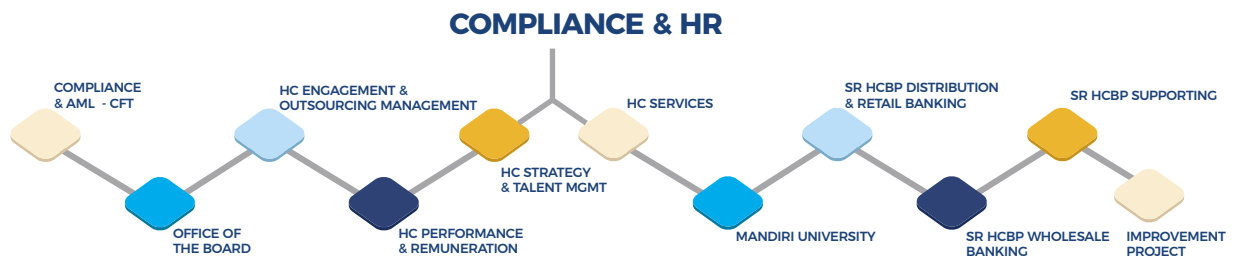 COMPLIANCE & HR
COMPLIANCE
& AML - CFT
OFFICE OF
THE BOARD
HC ENGAGEMENT &
OUTSOURCING MANAGEMENT
HC PERFORMANCE
& REMUNERATION
HC STRATEGY
& TALENT MGMT
HC SERVICES
MANDIRI UNIVERSITY
SR HCBP DISTRIBUTION
& RETAIL BANKING
SR HCBP WHOLESALE
BANKING
SR HCBP SUPPORTING
IMPROVEMENT
PROJECT